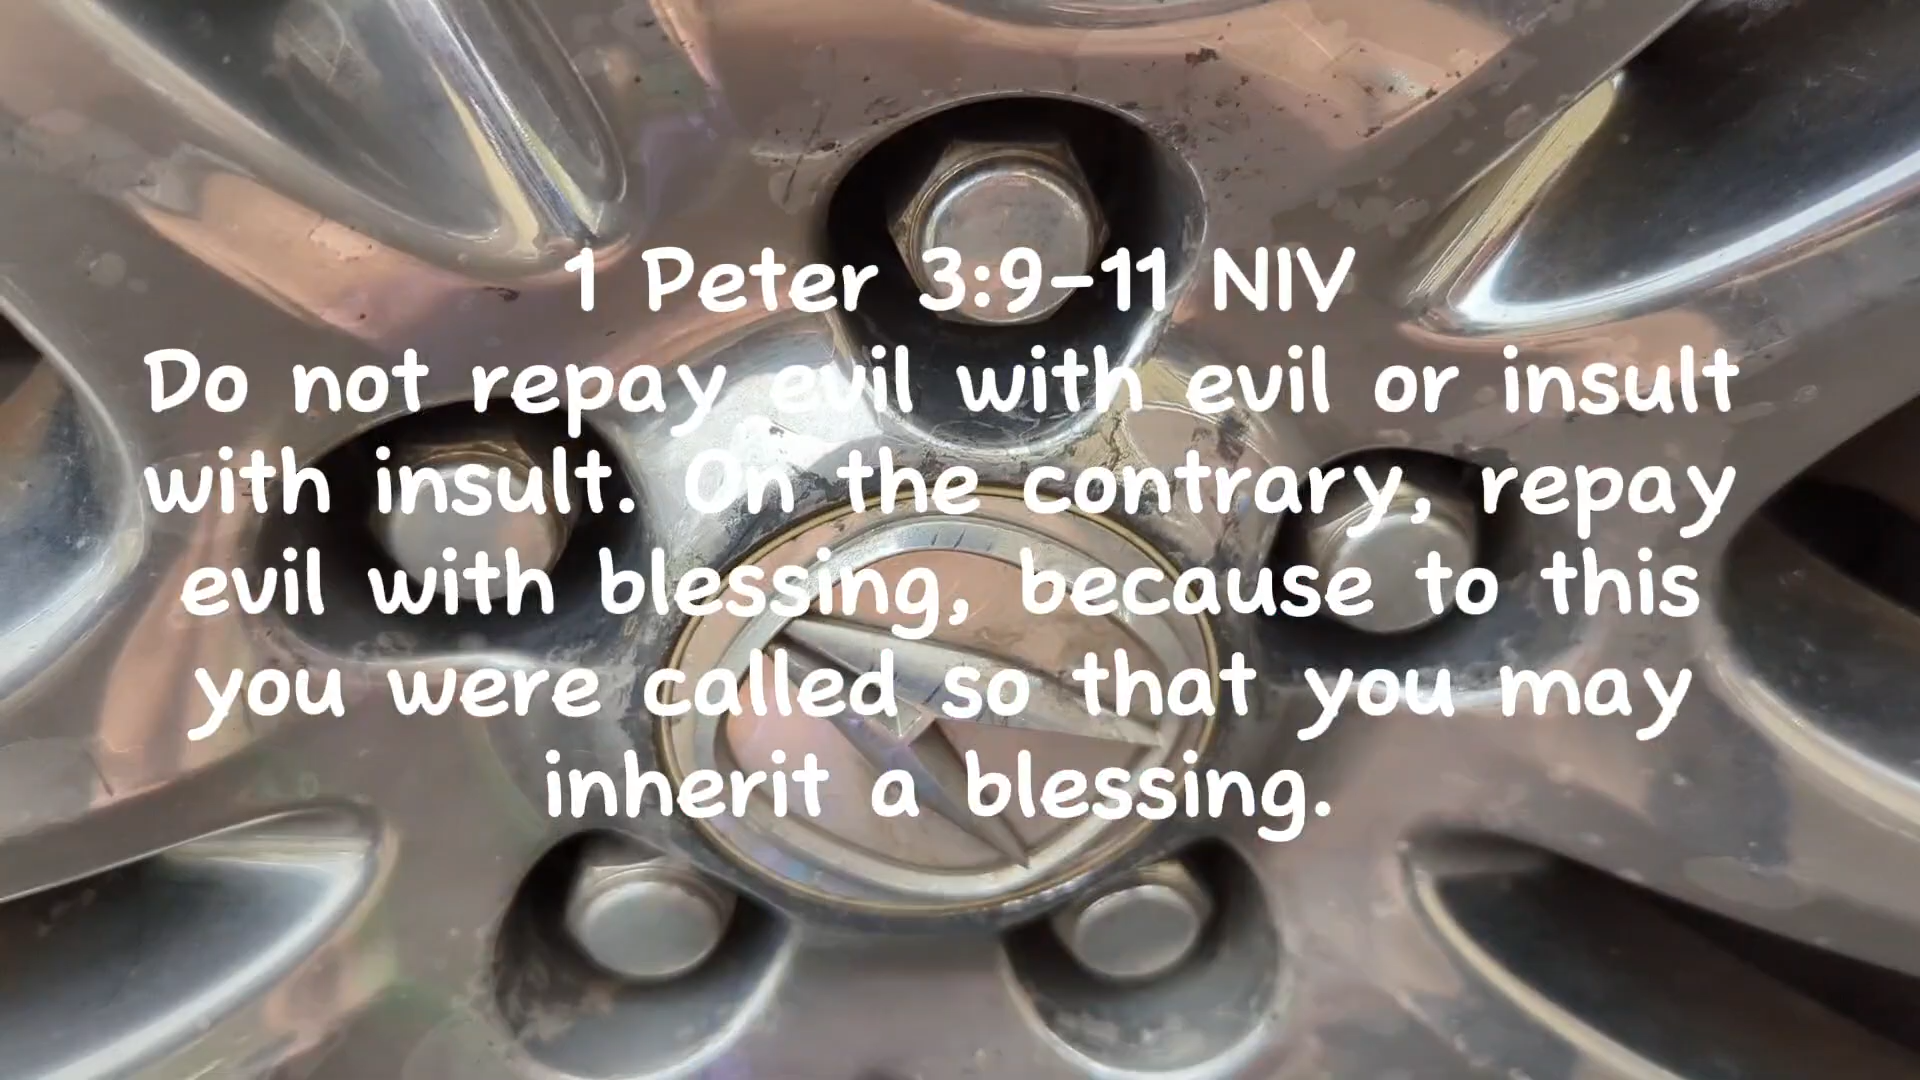 1 Peter 3:9-11 NIV
Do not repay evil with evil or insult
with insult. On the contrary, repay
evil with blessing, because to this
you were called so that you may
inherit a blessing.